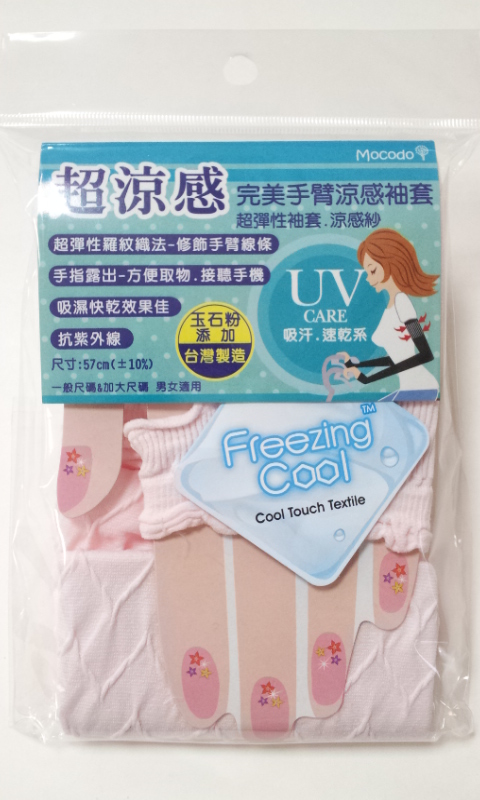 Mocodo
超涼感
完美手臂涼感袖套
超彈性袖套.涼感紗
超彈性羅紋織法-修飾手臂線條
手指露出-方便取物.接聽手機
吸濕快乾效果佳
抗紫外線
尺寸:57cm(±10%)
一般尺碼&加大尺碼 男女適用
玉石粉
添加
台灣製造
UV
CARE
吸汗.速乾系
Freezing
Cool™
Cool Touch Textile